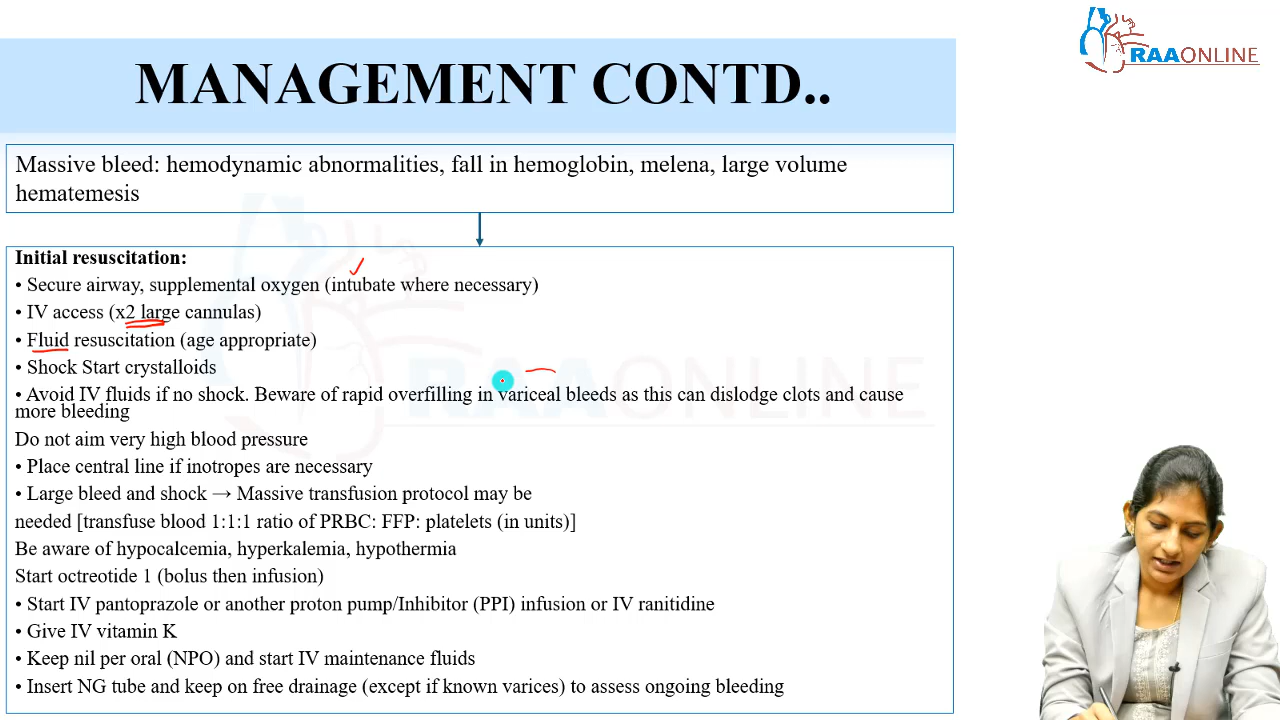 RAAONLINE
MANAGEMENT CONTD..
Massive bleed: hemodynamic abnormalities, fall in hemoglobin, melena, large volume
hematemesis
Initial resuscitation:
• Secure airway, supplemental oxygen (intubate where necessary)
• IV access (x2 large cannulas)
• Fluid resuscitation (age appropriate)
• Shock Start crystalloids
• Avoid IV fluids if no shock. Beware of rapid overfilling in variceal bleeds as this can dislodge clots and cause
more bleeding
Do not aim very high blood pressure
• Place central line if inotropes are necessary
• Large bleed and shock → Massive transfusion protocol may be
needed [transfuse blood 1:1:1 ratio of PRBC: FFP: platelets (in units)]
Be aware of hypocalcemia, hyperkalemia, hypothermia
Start octreotide 1 (bolus then infusion)
• Start IV pantoprazole or another proton pump/Inhibitor (PPI) infusion or IV ranitidine
• Give IV vitamin K
• Keep nil per oral (NPO) and start IV maintenance fluids
• Insert NG tube and keep on free drainage (except if known varices) to assess ongoing bleeding
RAAONLINE